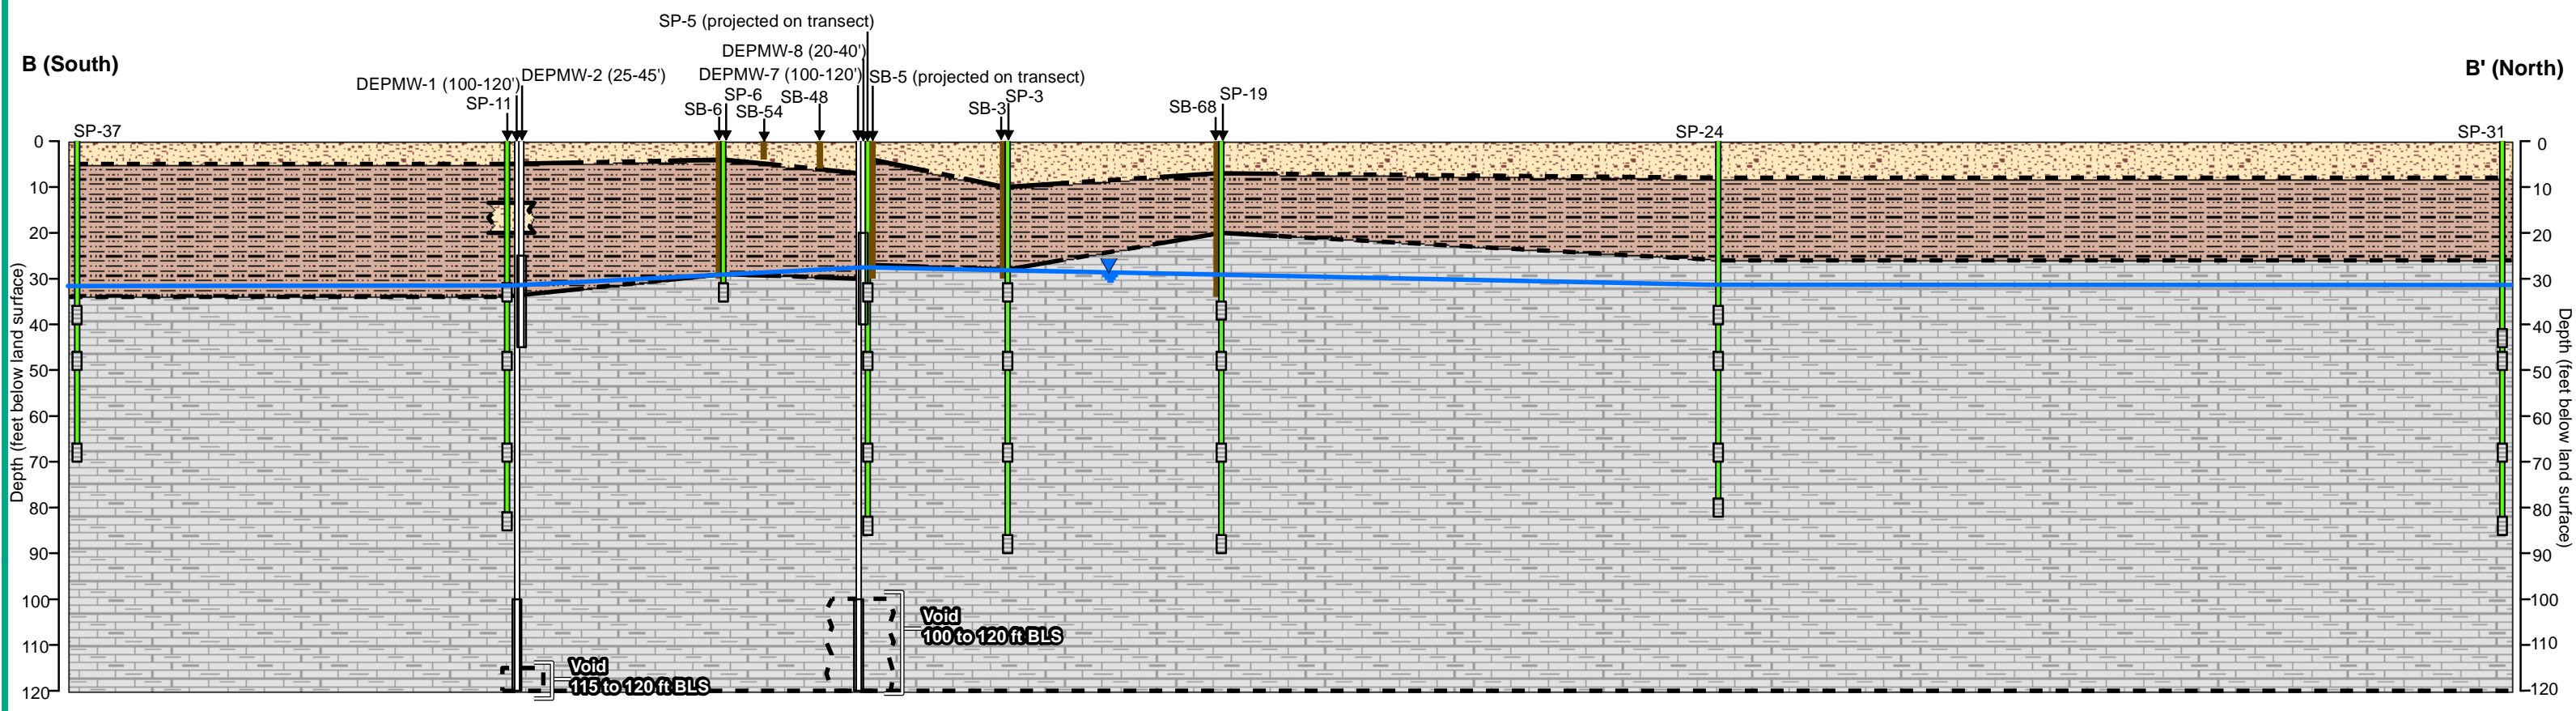 SP-5 (projected on transect)
DEPMW-8 (20-40')
B (South)
B' (North)
DEPMW-1 (100-120')
DEPMW-2 (25-45')
DEPMW-7 (100-120')
SB-5 (projected on transect)
SP-11
SB-6
SP-6
SB-54
SB-48
SB-3
SP-3
SB-68
SP-19
SP-37
SP-24
SP-31
0
10
20
30
40
50
60
70
80
90
100
110
120
Depth (feet below land surface)
Void
115 to 120 ft BLS
Void
100 to 120 ft BLS
0
10
20
30
40
50
60
70
80
90
100
110
120
Depth (feet below land surface)